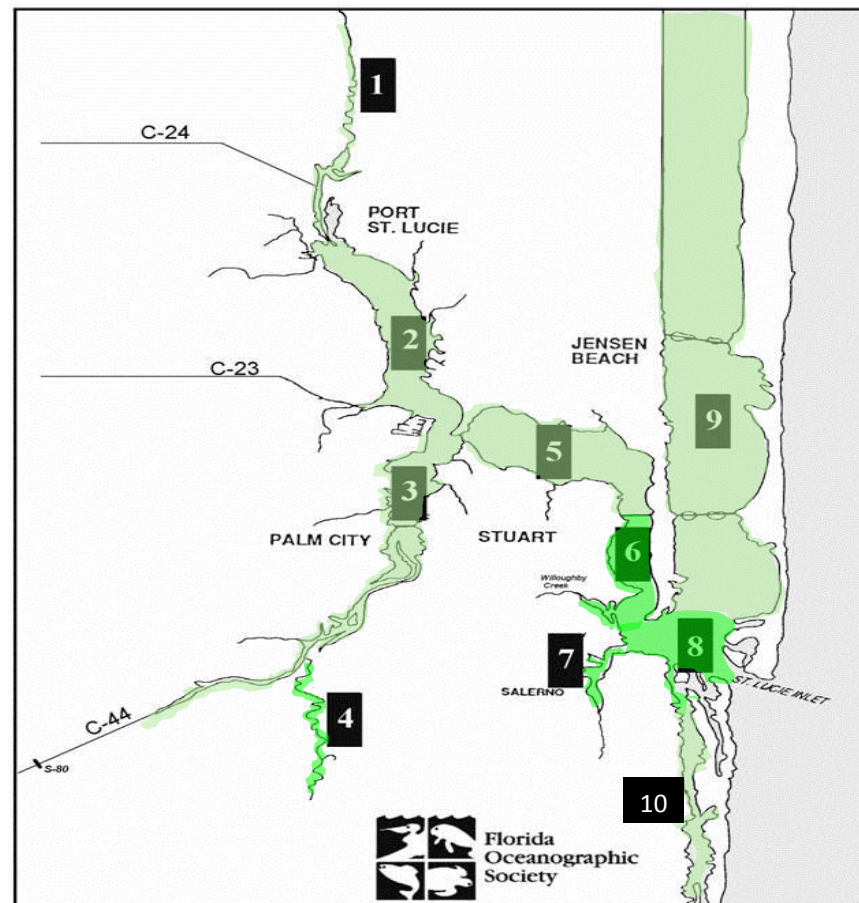 1
C-24
PORT
ST. LUCIE
2
JENSEN
BEACH
C-23
9
5
3
PALM CITY
STUART
6
Willoughby
Creek
7
8
SALERNO
ST. LUCIE INLET
4
C-44
S-80
10
Florida
Oceanographic
Society